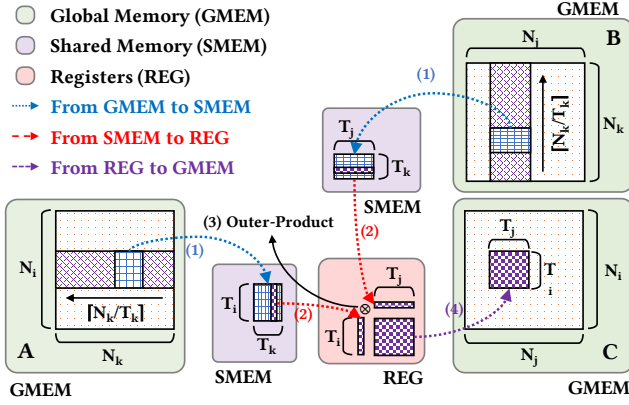 Global Memory (GMEM)
Shared Memory (SMEM)
Registers (REG)
From GMEM to SMEM
From SMEM to REG
From REG to GMEM
GMEM
N_j
B
(1)
N_k
⌈N_k/T_k⌉
T_j
T_k
SMEM
(2)
N_i
(1)
⌈N_k/T_k⌉
A
N_k
GMEM
(3) Outer-Product
T_i
(2)
T_k
SMEM
T_j
⊗
T_i
REG
(4)
T_j
T_i
N_i
N_j
C
GMEM